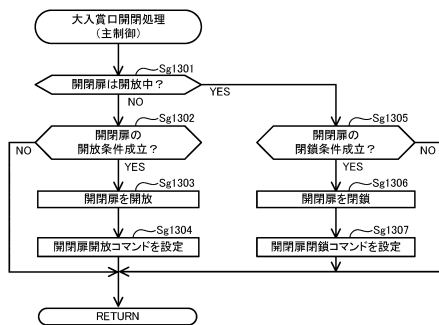 大入賞口開閉処理
(主制御)
Sg1301
開閉扉は開放中？
YES
NO
Sg1302
開閉扉の
開放条件成立？
NO
YES
Sg1305
開閉扉の
閉鎖条件成立？
NO
YES
Sg1303
開閉扉を開放
Sg1306
開閉扉を閉鎖
Sg1304
開閉扉開放コマンドを設定
Sg1307
開閉扉閉鎖コマンドを設定
RETURN